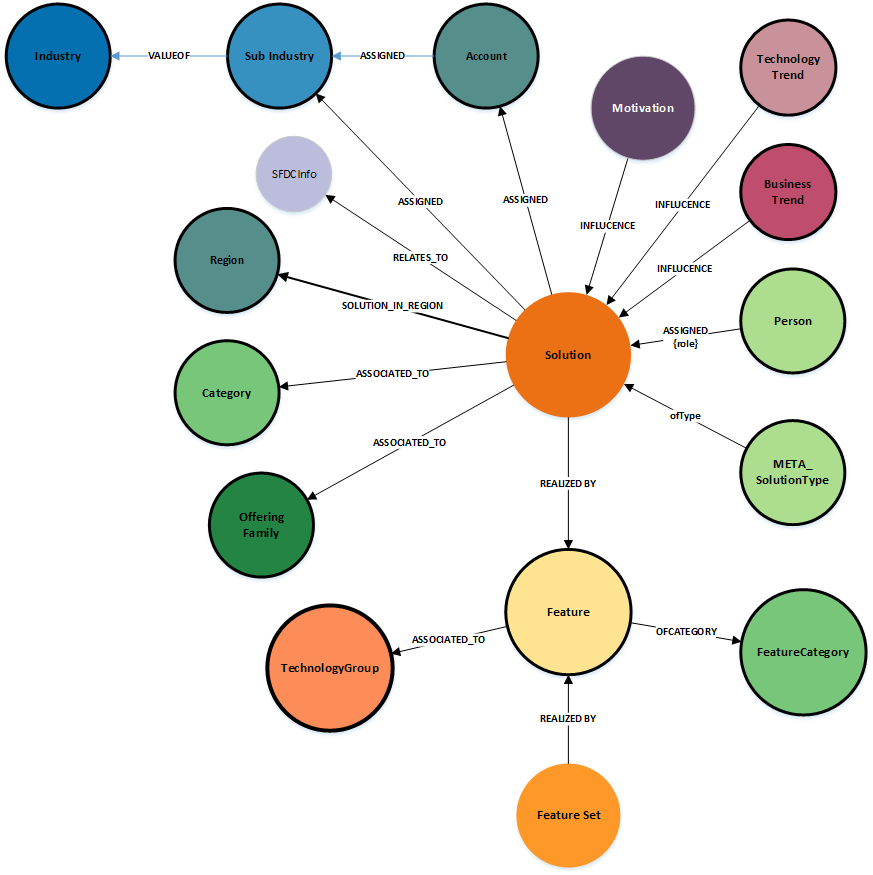 Industry
VALUEOF
Sub Industry
ASSIGNED
Account
Technology
Trend
Motivation
SFDCInfo
Business
Trend
ASSIGNED
ASSIGNED
INFLUCENCE
INFLUCENCE
RELATES_TO
INFLUCENCE
Region
SOLUTION_IN_REGION
Person
ASSIGNED
{role}
Solution
ASSOCIATED_TO
Category
ofType
ASSOCIATED_TO
META_
SolutionType
REALIZED BY
Offering
Family
Feature
OFCATEGORY
ASSOCIATED_TO
FeatureCategory
TechnologyGroup
REALIZED BY
Feature Set